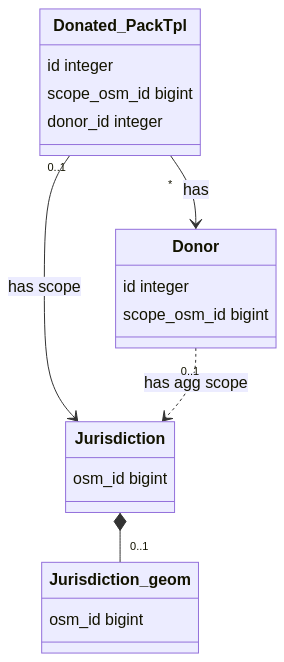 Donated_PackTpl
id integer
scope_osm_id bigint
donor_id integer
0..1
*
has
Donor
id integer
scope_osm_id bigint
has scope
0..1
has agg scope
Jurisdiction
osm_id bigint
0..1
Jurisdiction_geom
osm_id bigint